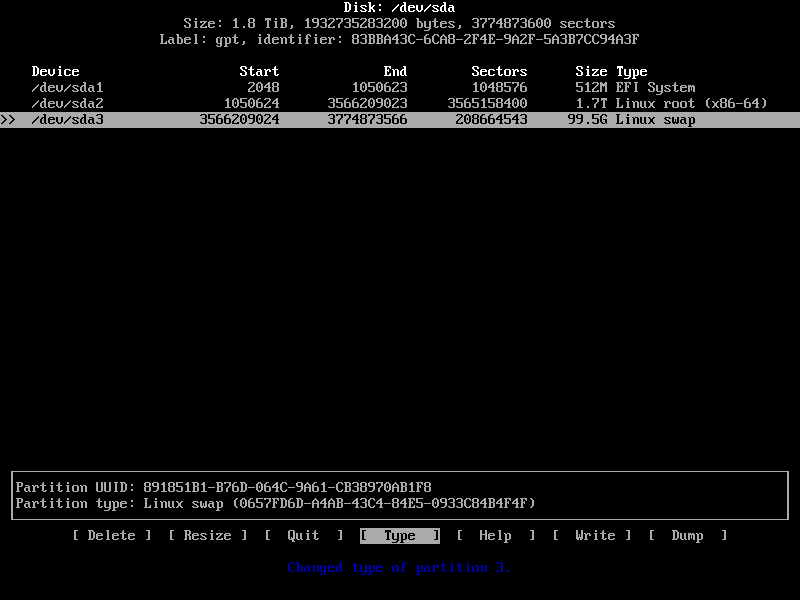 Disk: /dev/sda
Size: 1.8 TiB, 1932735283200 bytes, 3774873600 sectors
Label: gpt, identifier: 83BBA43C-6CA8-2F4E-9A2F-5A3B7CC94A3F
Device Start End Sectors Size Type
/dev/sda1 2048 1050623 1048576 512M EFI System
/dev/sda2 1050624 3566209023 3565158400 1.7T Linux root (x86-64)
>> /dev/sda3 3566209024 3774873566 208664543 99.5G Linux swap
Partition UUID: 891851B1-B76D-064C-9A61-CB38970AB1F8
Partition type: Linux swap (0657FD6D-A4AB-43C4-84E5-0933C84B4F4F)
[ Delete ] [ Resize ] [ Quit ] [ Type ] [ Help ] [ Write ] [ Dump ]
Changed type of partition 3.